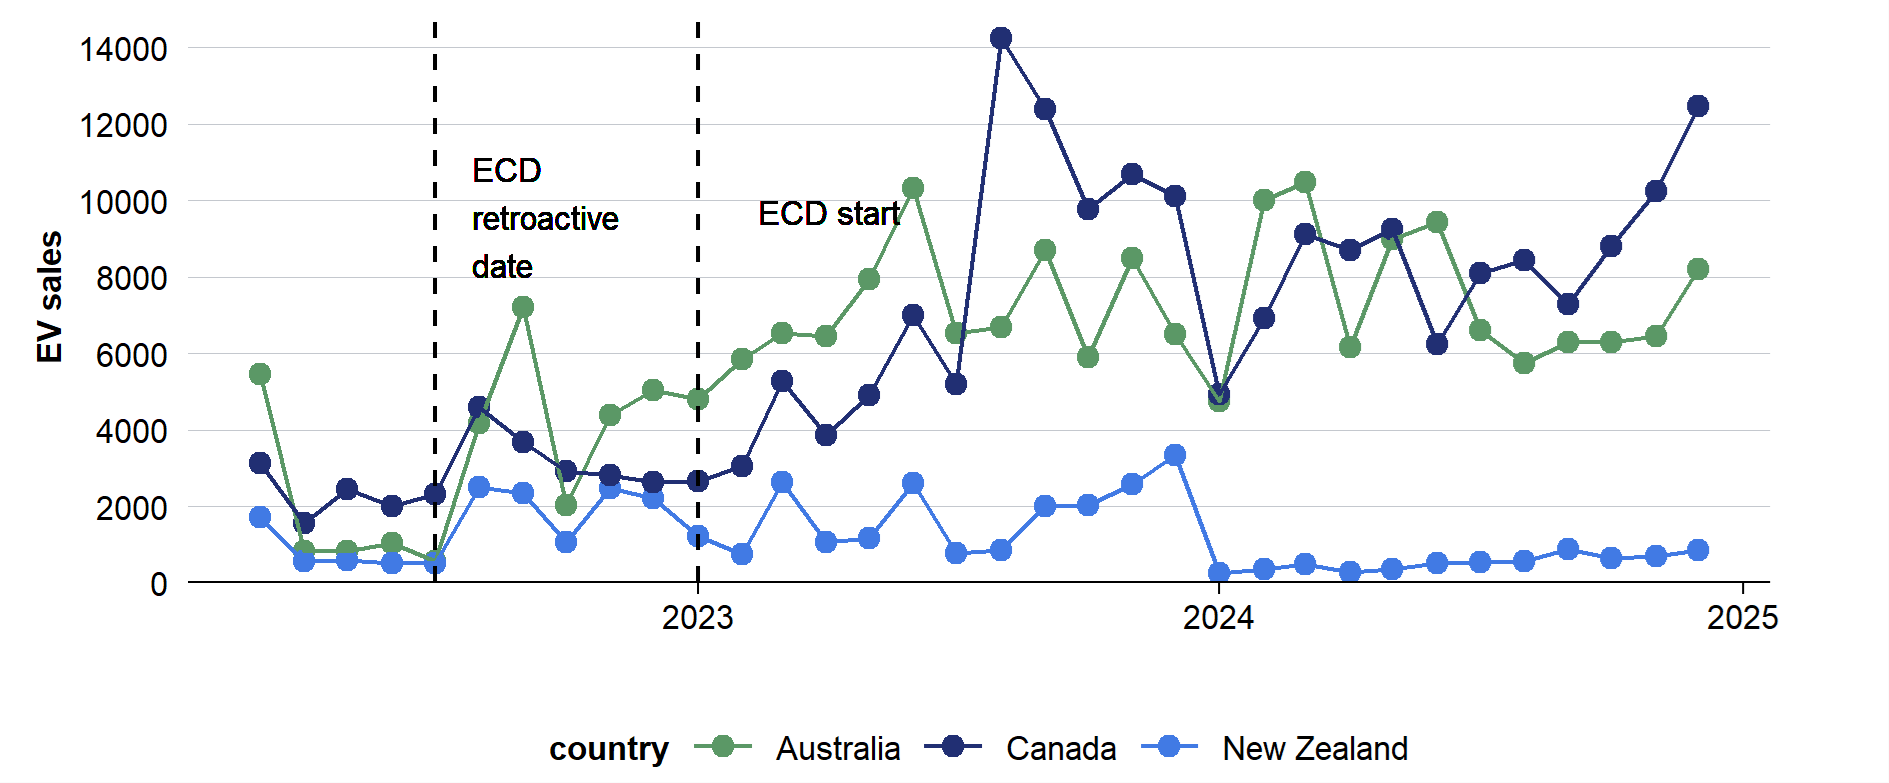 14000
12000
10000
8000
6000
4000
2000
0
EV sales
ECD
retroactive
date
ECD start
2023
2024
2025
country
Australia
Canada
New Zealand